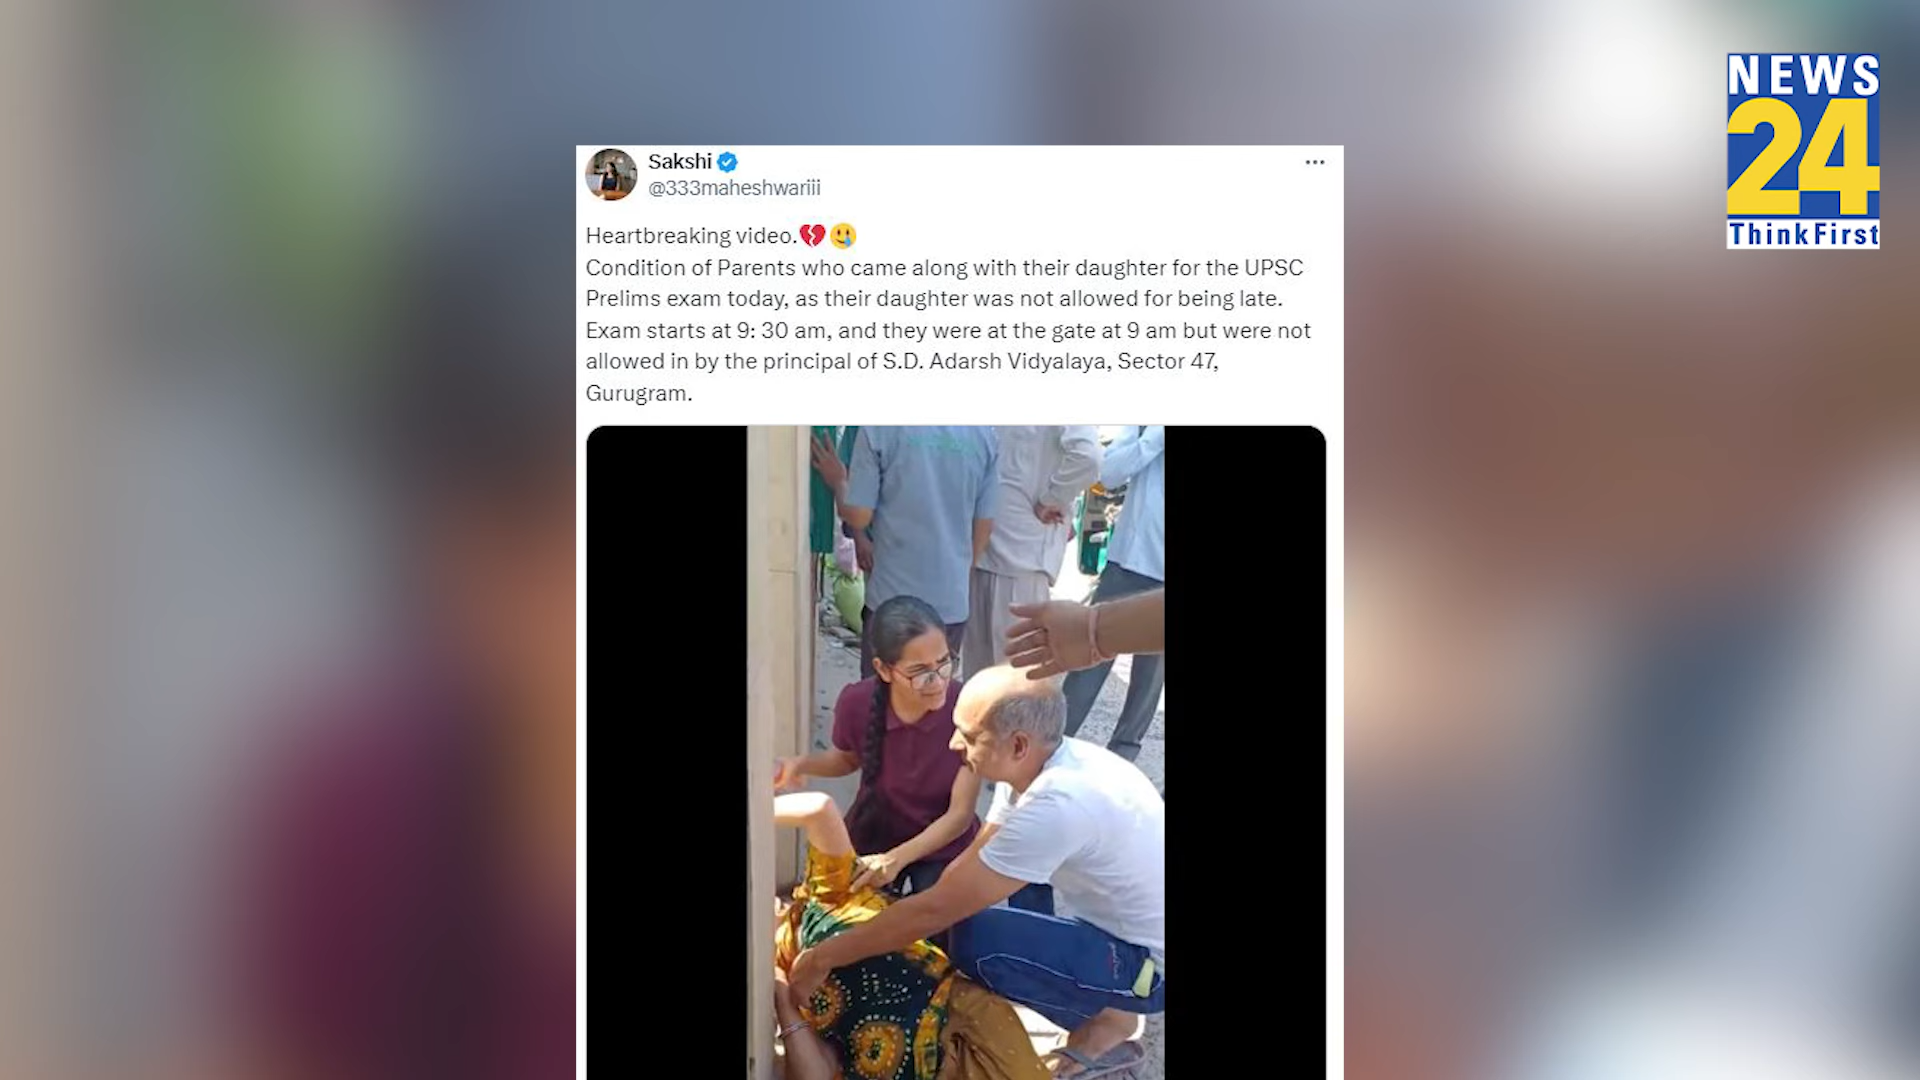 NEWS
24
ThinkFirst
Sakshi
@333maheshwariii
Heartbreaking video.💔🥲
Condition of Parents who came along with their daughter for the UPSC
Prelims exam today, as their daughter was not allowed for being late.
Exam starts at 9: 30 am, and they were at the gate at 9 am but were not
allowed in by the principal of S.D. Adarsh Vidyalaya, Sector 47,
Gurugram.